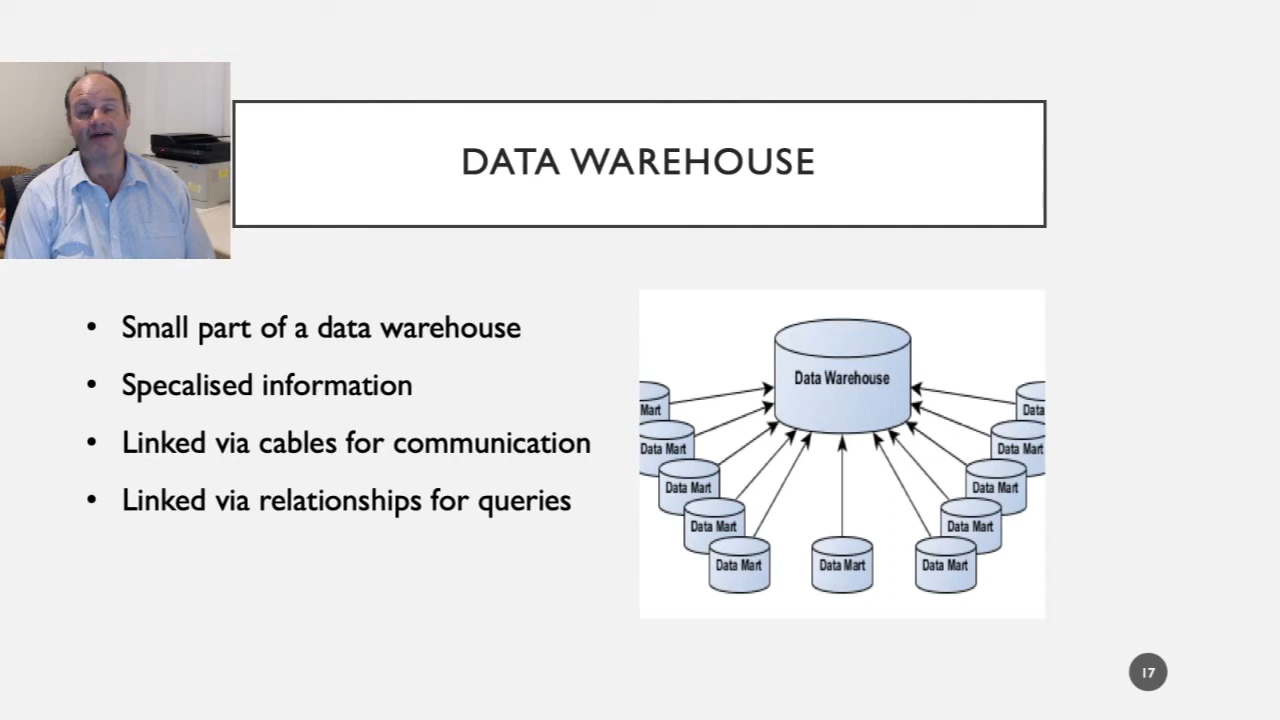 DATA WAREHOUSE
• Small part of a data warehouse
• Specalised information
• Linked via cables for communication
• Linked via relationships for queries
Data Warehouse
Mart
Data
Data Mart
Data Mart
Data Mart
Data Mart
Data Mart
Data Mart
Data Mart
Data Mart
Data Mart
17